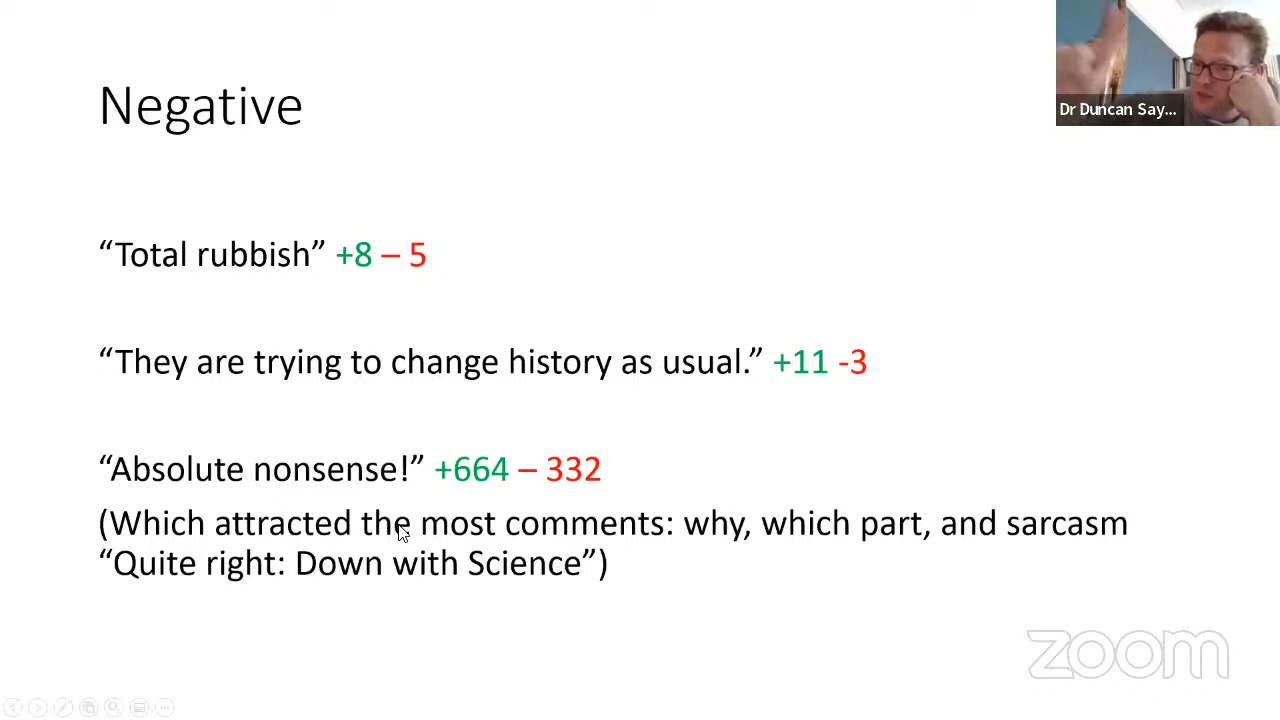 Dr Duncan Say...
Negative
“Total rubbish” +8 – 5
“They are trying to change history as usual.” +11 -3
“Absolute nonsense!” +664 – 332
(Which attracted the most comments: why, which part, and sarcasm
“Quite right: Down with Science”)
zoom